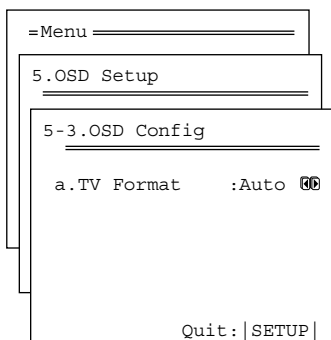 =Menu
5.OSD Setup
5-3.OSD Config
a.TV Format :Auto
Quit:|SETUP|